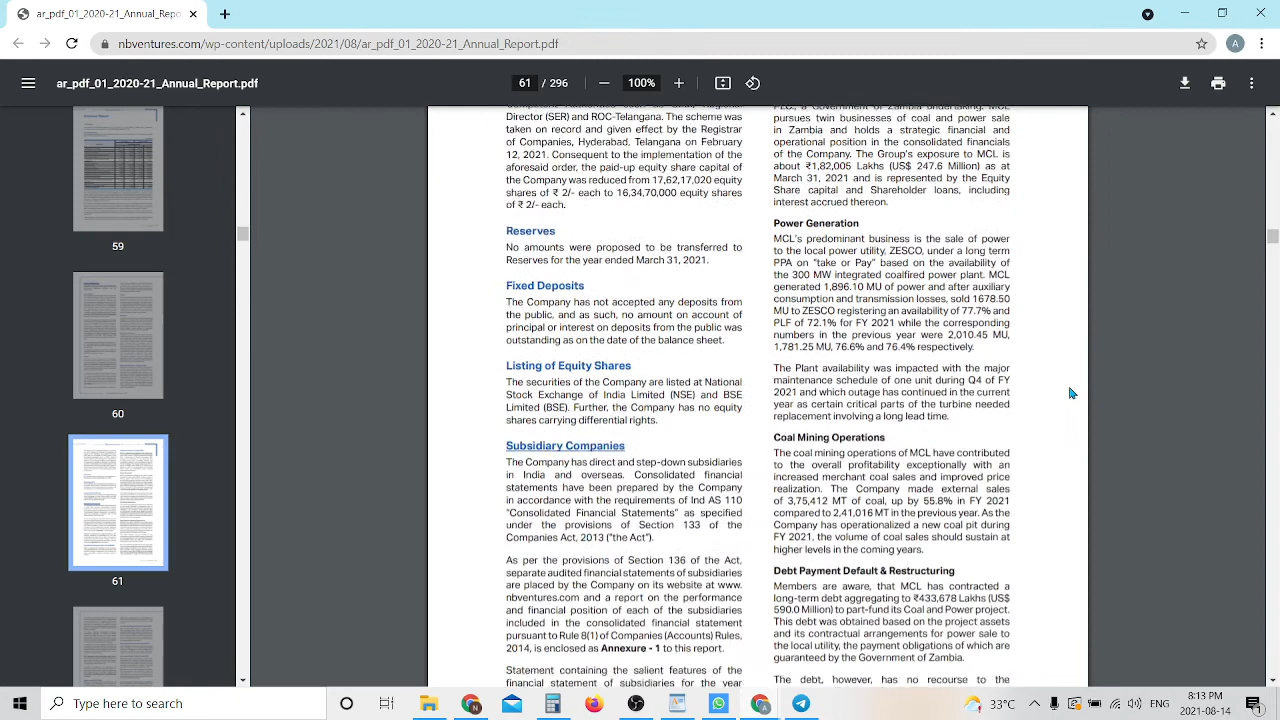 ar_pdf_01_2020-21_Annual_Repo
nbventures.com/wp-content/uploads/2021/08/ar_pdf_01_2020-21_Annual_Report.pdf
A
ar_pdf_01_2020-21_Annual_Report.pdf
61 / 296
100%
59
60
61
Director (SER) and ROC-Telangana. The scheme was
taken on record and given effect by the Registrar
of Companies, Hyderabad, Telangana on February
12, 2021. Consequent to the implementation of the
aforesaid order, the paid-up equity share capital of
the Company was reduced from 17,62,17,020 equity
shares of ₹ 2/- each to 16,34,70,000 equity shares
of ₹ 2/- each.
Reserves
No amounts were proposed to be transferred to
Reserves for the year ended March 31, 2021.
Fixed Deposits
The Company has not accepted any deposits from
the public, and as such, no amount on account of
principal or interest on deposits from the public was
outstanding as on the date of the balance sheet.
Listing of Equity Shares
The securities of the Company are listed at National
Stock Exchange of India Limited (NSE) and BSE
Limited (BSE). Further, the Company has no equity
shares carrying differential rights.
Subsidiary Companies
The Company has direct and step-down subsidiaries
in India and overseas. Consolidated financial
statements have been prepared by the Company
in accordance with the requirements of Ind AS 110
“Consolidated Financial Statements” as specified
under the provisions of Section 133 of the
Companies Act, 2013 (“the Act”).
As per the provisions of Section 136 of the Act,
separate audited financial statements of subsidiaries
are placed by the Company on its website at www.
nbventures.com and a report on the performance
and financial position of each of the subsidiaries
included in the consolidated financial statement
pursuant to Rule 8(1) of Companies (Accounts) Rules,
2014, is enclosed as Annexure - 1 to this report.
Statement containing the salient features of the
financial statement of subsidiaries for the year
pursues twin businesses of coal and power sale
in Zambia and holds a strategic financial and
operational position in the consolidated financials
of the Company. The Group’s exposure to MCL is
about ₹1,82,005 Lakhs (US$ 247.6 Million) as at
March 31, 2021 and is represented by the Equity
Share capital and Shareholder loans, including
interest accrued thereon.
Power Generation
MCL’s predominant business is the sale of power
to the local power utility, ZESCO, under a long term
PPA on “take or Pay” based on the availability of
the 300 MW integrated coalfired power plant. MCL
generated 1,896.10 MU of power and after auxiliary
consumption and transmission losses, sold 1678.50
MU to ZESCO registering an availability of 77.7% and
PLF of 72.1% for FY 2021 while the corresponding
numbers in the previous year were 2,010.45 MU,
1,781.25 MU, 76.6% and 76.4% respectively.
The Plant availability was impacted with the major
maintenance schedule of one unit during Q4 of FY
2021 and which outage has continued in the current
year as certain critical parts of the turbine needed
replacement involving a long lead time.
Coal Mining Operations
The coal mining operations of MCL have contributed
to the overall profitability exceptionally with an
increased merchant coal sales and improved price
realization. The Company made external sales
of 3,75,412 MT of coal, up by 55.8% in FY 2021
compared to 2,41,016 MT in the previous year. As the
Company has operationalized a new coal pit during
FY 2021, the volume of coal sales should sustain at
higher levels in the coming years.
Debt Payment Default & Restructuring
Members are aware, that MCL has contracted a
long-term debt aggregating to ₹433,678 Lakhs (US$
590.0 Million) to part-fund its Coal and Power project.
This debt was obtained based on the project assets
and its contractual arrangements for power sale to
the local utility, the payment obligations of which are
guaranteed by the Government of Zambia.
The debt, however, has no recourse to the
Type here to search
33°C
ENG
8:13 PM
2021-08-14